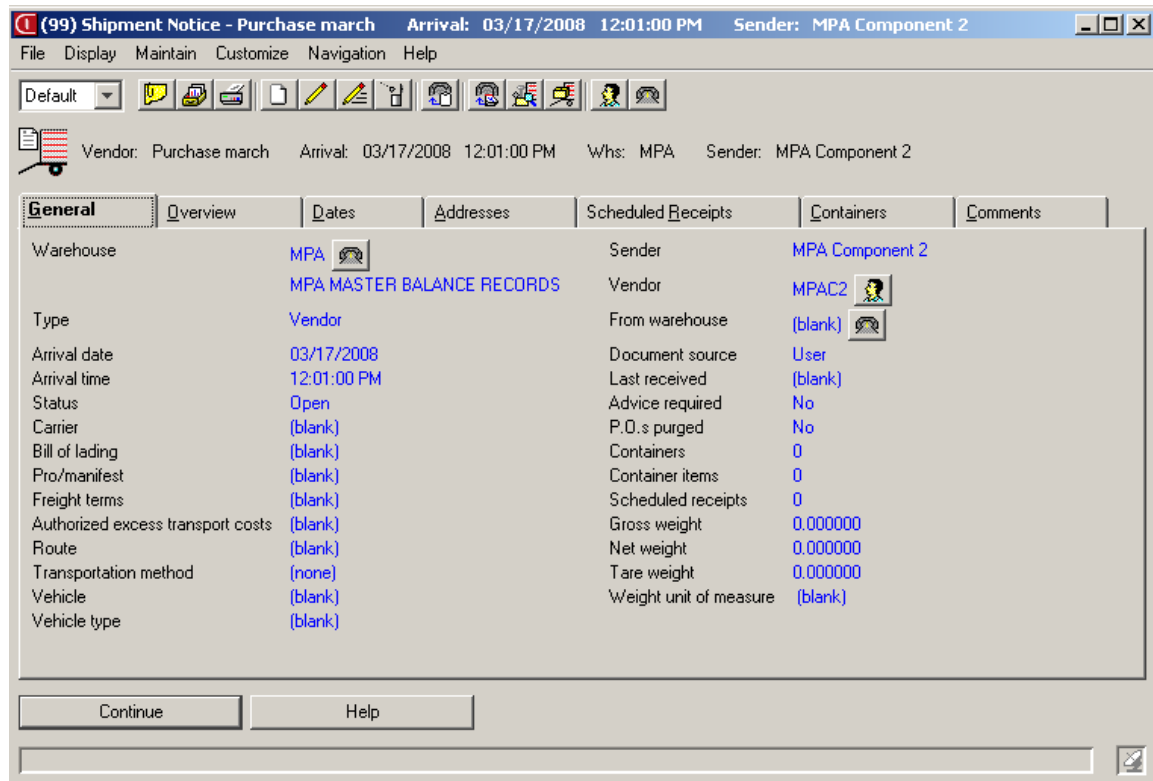 (99) Shipment Notice - Purchase march Arrival: 03/17/2008 12:01:00 PM Sender: MPA Component 2
File Display Maintain Customize Navigation Help
Default
Vendor: Purchase march Arrival: 03/17/2008 12:01:00 PM Whs: MPA Sender: MPA Component 2
General Overview Dates Addresses Scheduled Receipts Containers Comments
Warehouse MPA Sender MPA Component 2
MPA MASTER BALANCE RECORDS Vendor MPAC2
Type Vendor From warehouse (blank)
Arrival date 03/17/2008 Document source User
Arrival time 12:01:00 PM Last received (blank)
Status Open Advice required No
Carrier (blank) P.O.s purged No
Bill of lading (blank) Containers 0
Pro/manifest (blank) Container items 0
Freight terms (blank) Scheduled receipts 0
Authorized excess transport costs (blank) Gross weight 0.000000
Route (blank) Net weight 0.000000
Transportation method (none) Tare weight 0.000000
Vehicle (blank) Weight unit of measure (blank)
Vehicle type (blank)
Continue Help